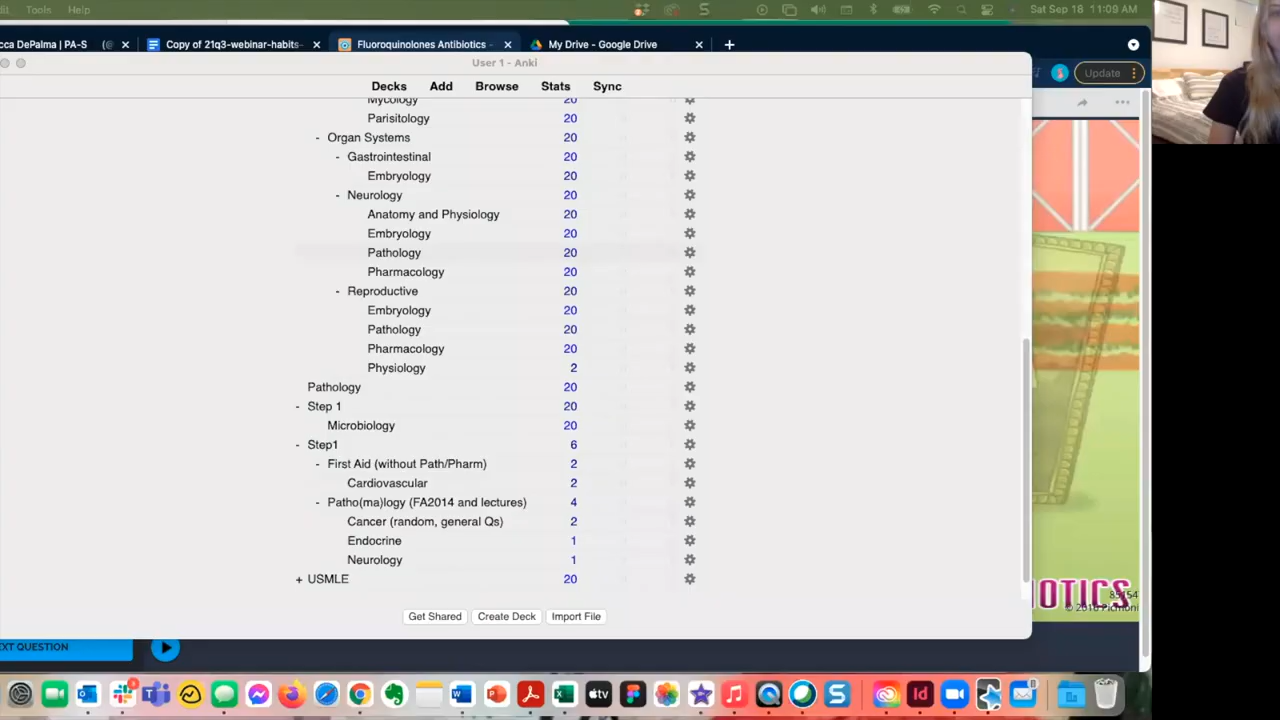 dit Tools Sat Sep 18 11:09 AM
cca DePalma | PA-S Copy of 21q3-webinar-habits- Fluoroquinolones Antibiotics - My Drive - Google Drive
User 1 - Anki
Update
Decks Add Browse Stats Sync
Mycology 20
Parisitology 20
- Organ Systems 20
- Gastrointestinal 20
Embryology 20
- Neurology 20
Anatomy and Physiology 20
Embryology 20
Pathology 20
Pharmacology 20
- Reproductive 20
Embryology 20
Pathology 20
Pharmacology 20
Physiology 2
Pathology 20
- Step 1 20
Microbiology 20
- Step1 6
- First Aid (without Path/Pharm) 2
Cardiovascular 2
- Patho(ma)logy (FA2014 and lectures) 4
Cancer (random, general Qs) 2
Endocrine 1
Neurology 1
+ USMLE 20
OTICS
85154
© 2016 Picmoni
Get Shared Create Deck Import File
EXT QUESTION